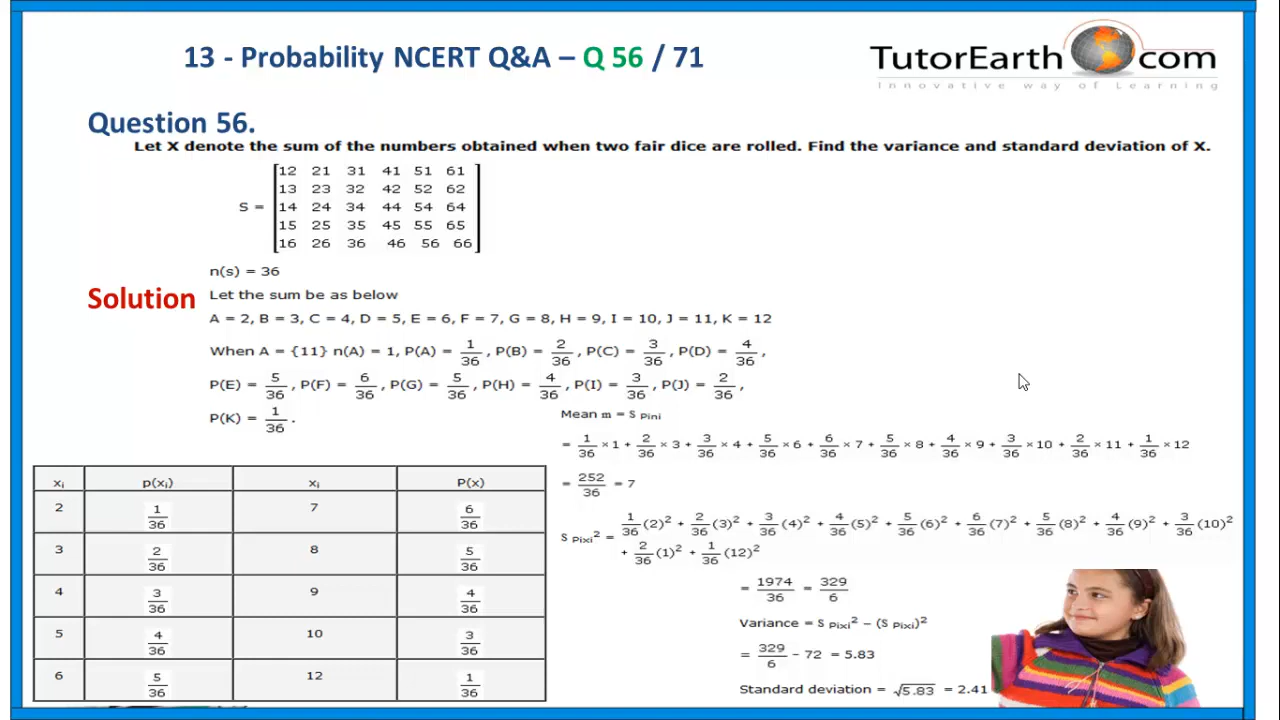 13 - Probability NCERT Q&A – Q 56 / 71
TutorEarth.com
Innovative way of Learning
Question 56.
Let X denote the sum of the numbers obtained when two fair dice are rolled. Find the variance and standard deviation of X.
12 21 31 41 51 61
13 23 32 42 52 62
S = 14 24 34 44 54 64
15 25 35 45 55 65
16 26 36 46 56 66
n(s) = 36
Solution
Let the sum be as below
A = 2, B = 3, C = 4, D = 5, E = 6, F = 7, G = 8, H = 9, I = 10, J = 11, K = 12
When A = {11} n(A) = 1, P(A) = 1/36, P(B) = 2/36, P(C) = 3/36, P(D) = 4/36,
P(E) = 5/36, P(F) = 6/36, P(G) = 5/36, P(H) = 4/36, P(I) = 3/36, P(J) = 2/36,
P(K) = 1/36.
Mean m = S Pini
= 1/36 × 1 + 2/36 × 3 + 3/36 × 4 + 5/36 × 6 + 6/36 × 7 + 5/36 × 8 + 4/36 × 9 + 3/36 × 10 + 2/36 × 11 + 1/36 × 12
= 252/36 = 7
S Pixi² = 1/36 (2)² + 2/36 (3)² + 3/36 (4)² + 4/36 (5)² + 5/36 (6)² + 6/36 (7)² + 5/36 (8)² + 4/36 (9)² + 3/36 (10)²
+ 2/36 (1)² + 1/36 (12)²
= 1974/36 = 329/6
Variance = S Pixi² − (S Pixi)²
= 329/6 − 72 = 5.83
Standard deviation = √5.83 = 2.41
xi p(xi) xi P(x)
2 1/36 7 6/36
3 2/36 8 5/36
4 3/36 9 4/36
5 4/36 10 3/36
6 5/36 12 1/36